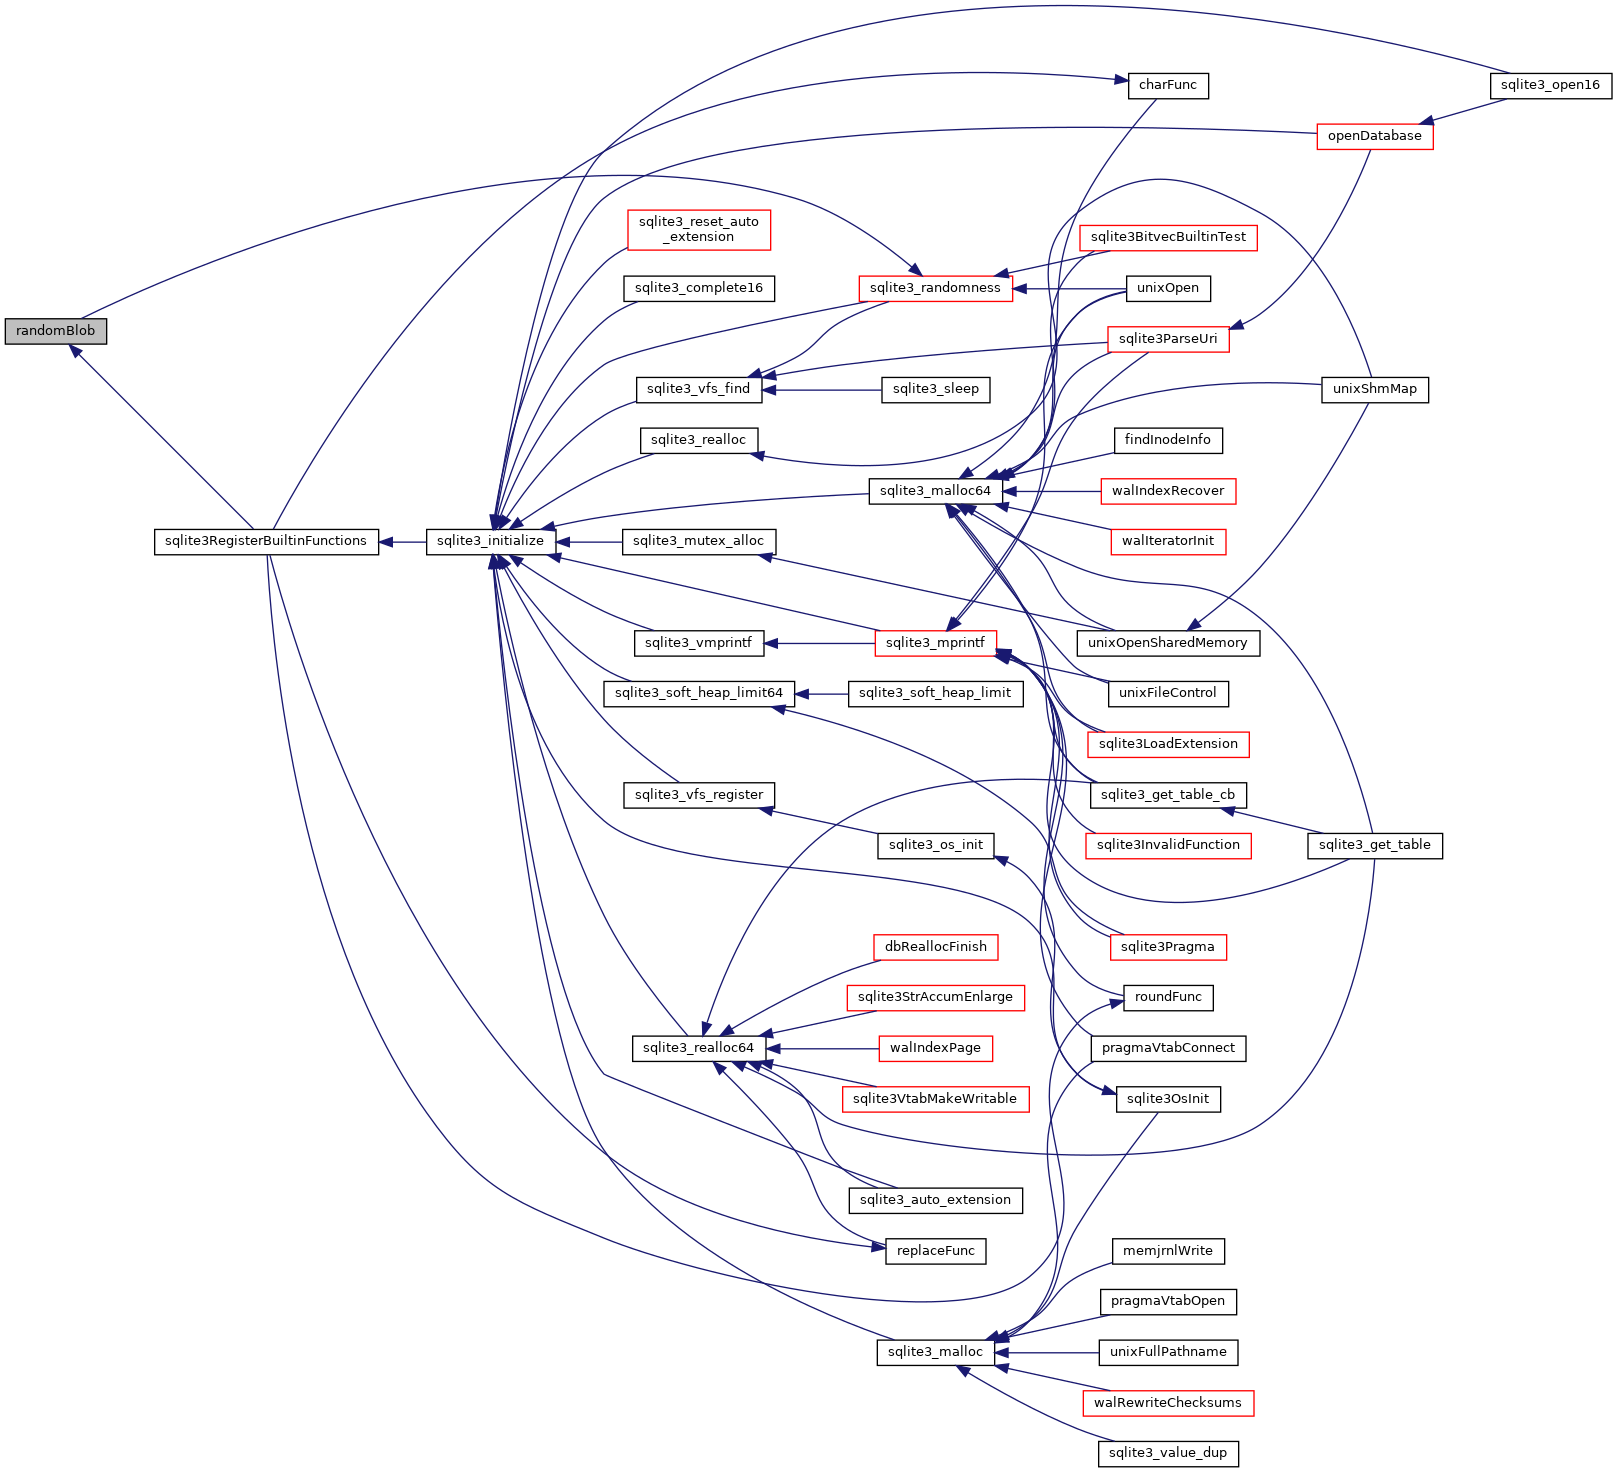 sqlite3_open16
charFunc
openDatabase
sqlite3_reset_auto
_extension
sqlite3BitvecBuiltinTest
sqlite3_complete16
sqlite3_randomness
unixOpen
randomBlob
sqlite3ParseUri
sqlite3_vfs_find
sqlite3_sleep
unixShmMap
sqlite3_realloc
findInodeInfo
sqlite3_malloc64
walIndexRecover
sqlite3RegisterBuiltinFunctions
sqlite3_initialize
sqlite3_mutex_alloc
walIteratorInit
sqlite3_vmprintf
sqlite3_mprintf
unixOpenSharedMemory
sqlite3_soft_heap_limit64
sqlite3_soft_heap_limit
unixFileControl
sqlite3LoadExtension
sqlite3_vfs_register
sqlite3_get_table_cb
sqlite3_os_init
sqlite3InvalidFunction
sqlite3_get_table
dbReallocFinish
sqlite3Pragma
sqlite3StrAccumEnlarge
roundFunc
sqlite3_realloc64
walIndexPage
pragmaVtabConnect
sqlite3VtabMakeWritable
sqlite3OsInit
sqlite3_auto_extension
replaceFunc
memjrnlWrite
pragmaVtabOpen
sqlite3_malloc
unixFullPathname
walRewriteChecksums
sqlite3_value_dup